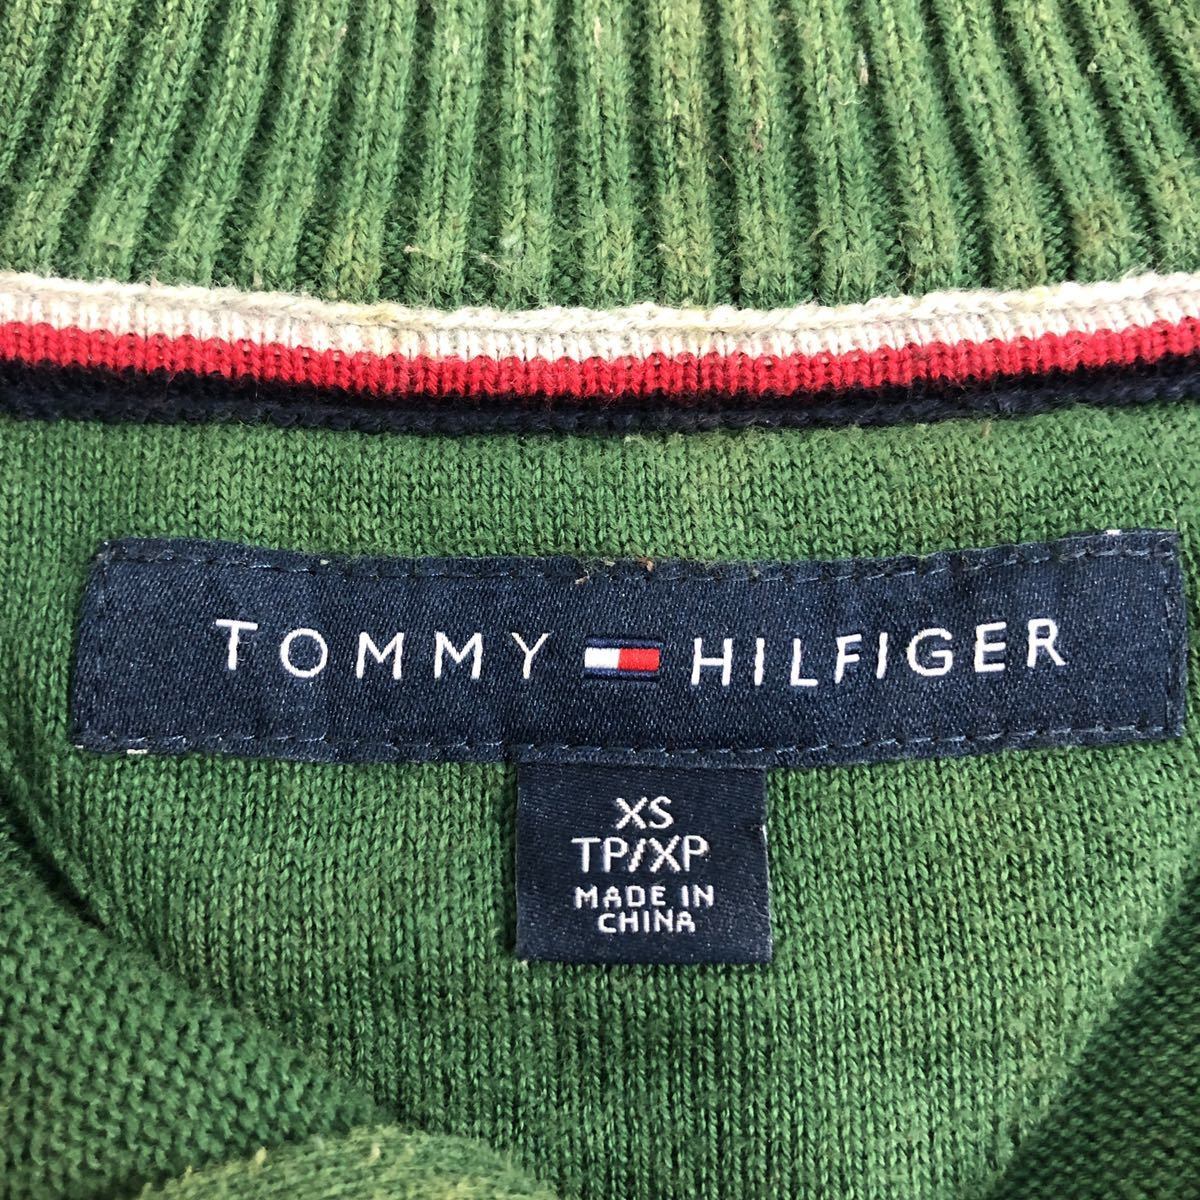 TOMMY HILFIGER
XS
TP/XP
MADE IN
CHINA